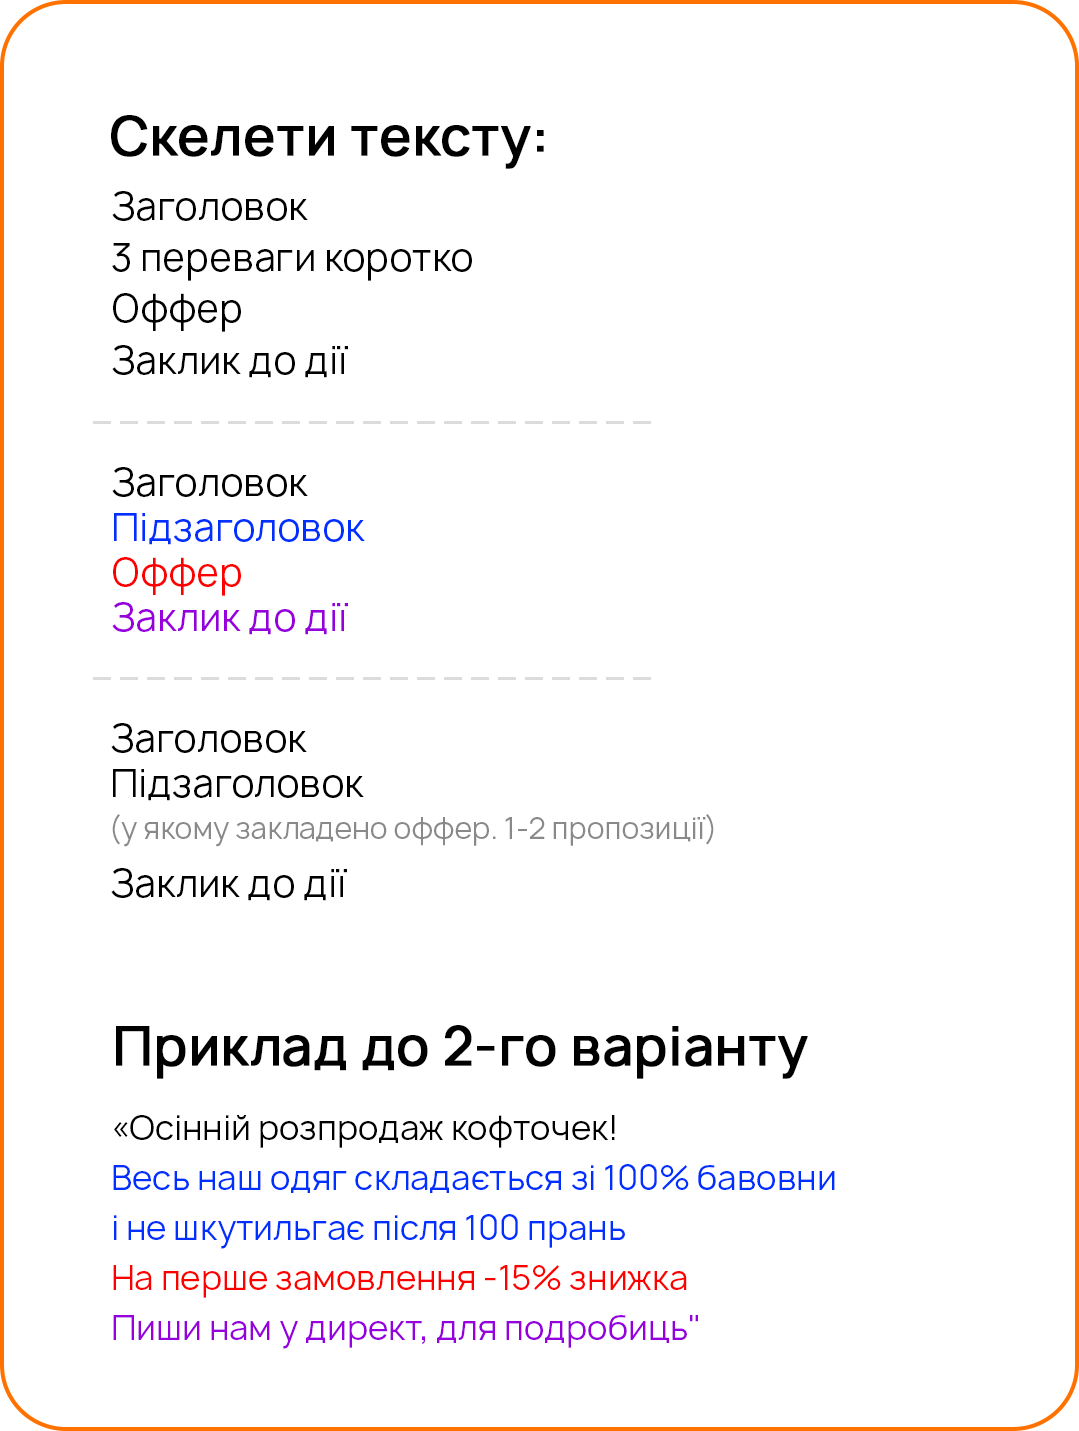 Скелети тексту:
Заголовок
3 переваги коротко
Оффер
Заклик до дії
Заголовок
Підзаголовок
Оффер
Заклик до дії
Заголовок
Підзаголовок
(у якому закладено оффер. 1-2 пропозиції)
Заклик до дії
Приклад до 2-го варіанту
«Осінній розпродаж кофточек!
Весь наш одяг складається зі 100% бавовни
і не шкутильгає після 100 прань
На перше замовлення -15% знижка
Пиши нам у директ, для подробиць"